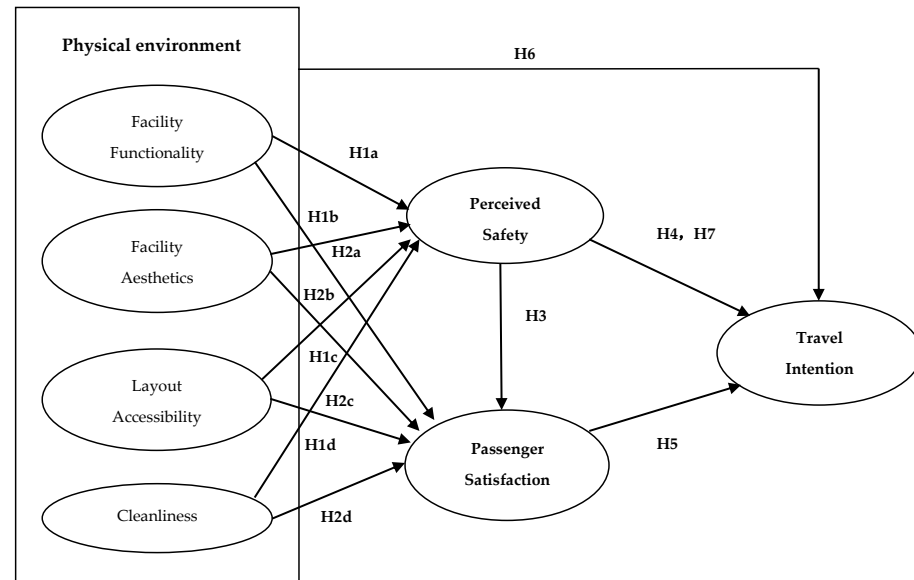 Physical environment
H6
Facility
Functionality
H1a
Perceived
Safety
H1b
H4，H7
H2a
Facility
Aesthetics
H2b
H3
Travel
Intention
H1c
Layout
Accessibility
H2c
H1d
Passenger
Satisfaction
H5
Cleanliness
H2d